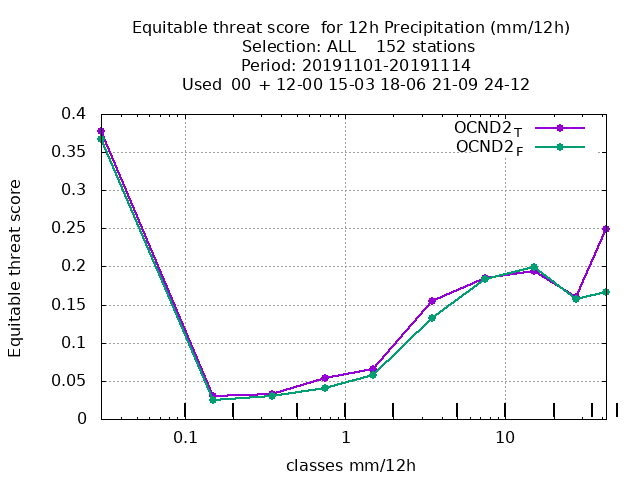 Equitable threat score  for 12h Precipitation (mm/12h)
Selection: ALL    152 stations
Period: 20191101-20191114
Used  00 + 12-00 15-03 18-06 21-09 24-12
OCND2T
OCND2F
0.4
0.35
0.3
0.25
0.2
0.15
0.1
0.05
0
Equitable threat score
0.1 1 10
classes mm/12h